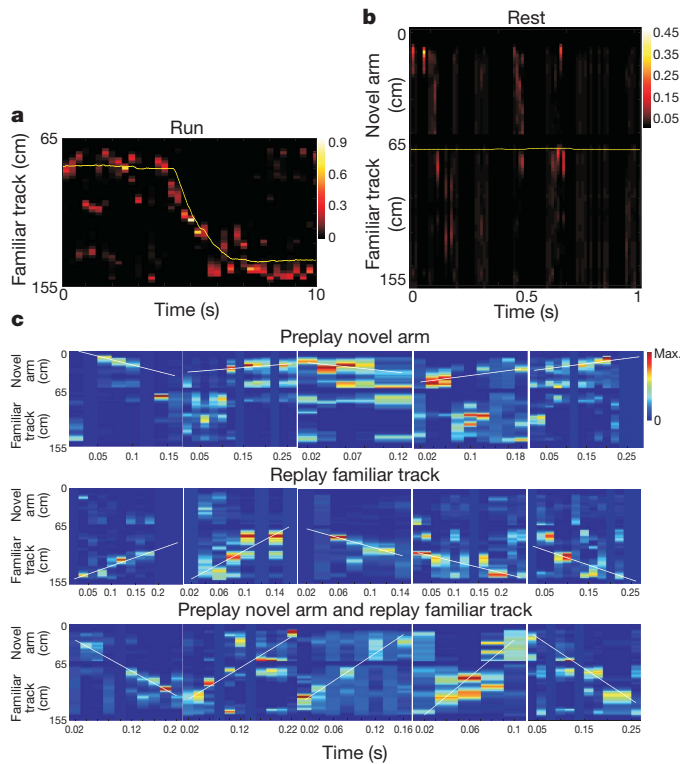 a
Run
Familiar track (cm)
65
155
0
10
Time (s)
0.9
0.6
0.3
0
b
Rest
Novel arm
(cm)
Familiar track
(cm)
0
65
155
0
0.5
1
Time (s)
0.45
0.35
0.25
0.15
0.05
c
Preplay novel arm
Novel
arm
(cm)
Familiar
track
(cm)
0
65
155
0.05 0.1 0.15
0.05 0.15 0.25
0.02 0.07 0.12
0.02 0.1 0.18
0.05 0.15 0.25
Max.
0
Replay familiar track
Novel
arm
(cm)
Familiar
track
(cm)
0
65
155
0.05 0.1 0.15 0.2
0.02 0.06 0.1 0.14
0.02 0.06 0.1 0.14
0.05 0.1 0.15 0.2
0.05 0.15 0.25
Preplay novel arm and replay familiar track
Novel
arm
(cm)
Familiar
track
(cm)
0
65
155
0.02 0.12 0.2
0.02 0.12 0.22
0.02 0.06 0.12 0.16
0.02 0.06 0.1
0.05 0.15 0.25
Time (s)